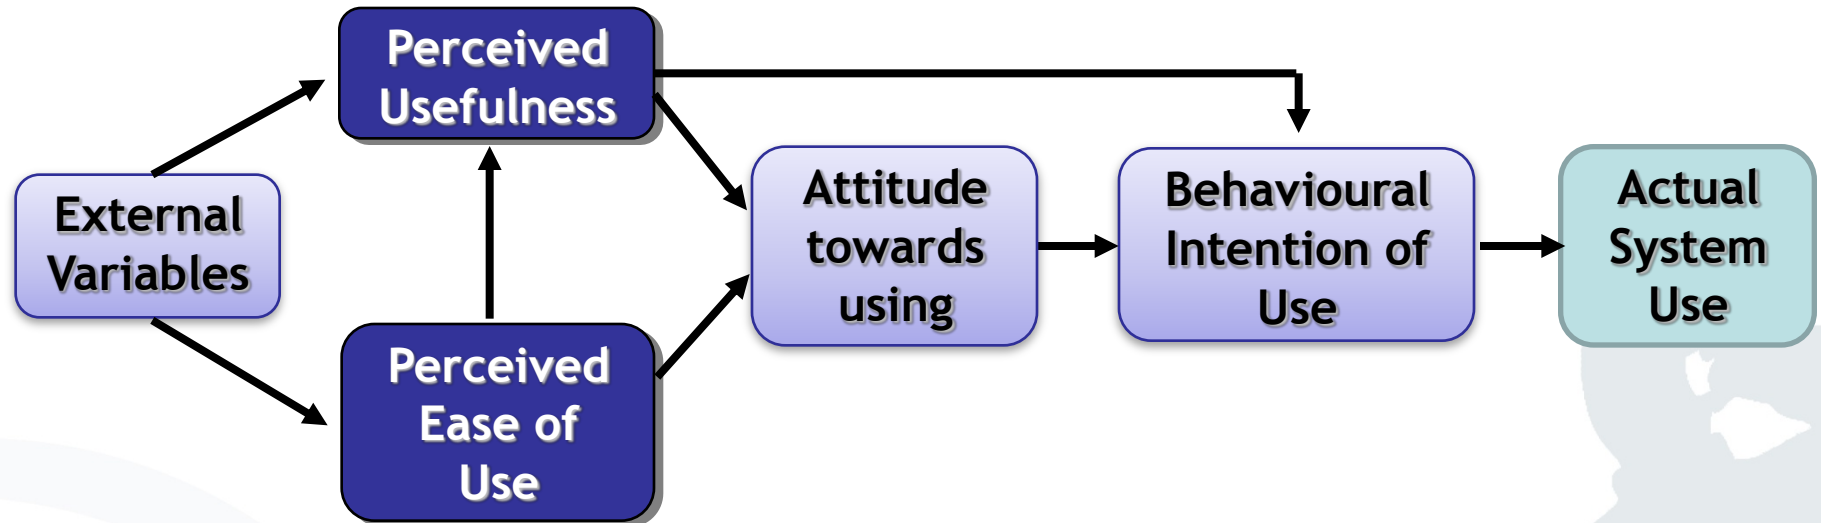 Perceived
Usefulness
External
Variables
Perceived
Ease of
Use
Attitude
towards
using
Behavioural
Intention of
Use
Actual
System
Use